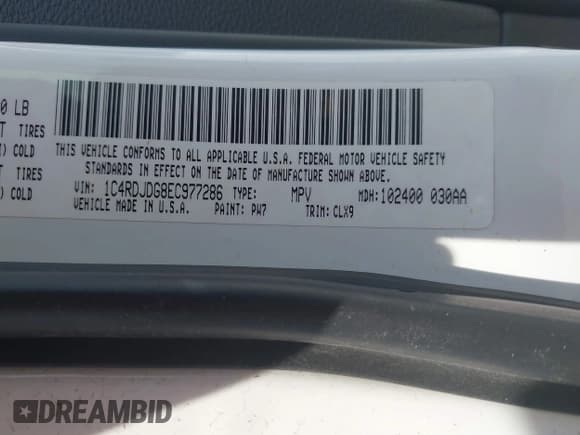 0 LB
T TIRES
) COLD
T TIRES
) COLD
THIS VEHICLE CONFORMS TO ALL APPLICABLE U.S.A. FEDERAL MOTOR VEHICLE SAFETY
STANDARDS IN EFFECT ON THE DATE OF MANUFACTURE SHOWN ABOVE.
VIN: 1C4RDJDG8EC977286 TYPE: MPV MDH:102400 030AA
VEHICLE MADE IN U.S.A. PAINT: PW7 TRIM: CLX9
DREAMBID